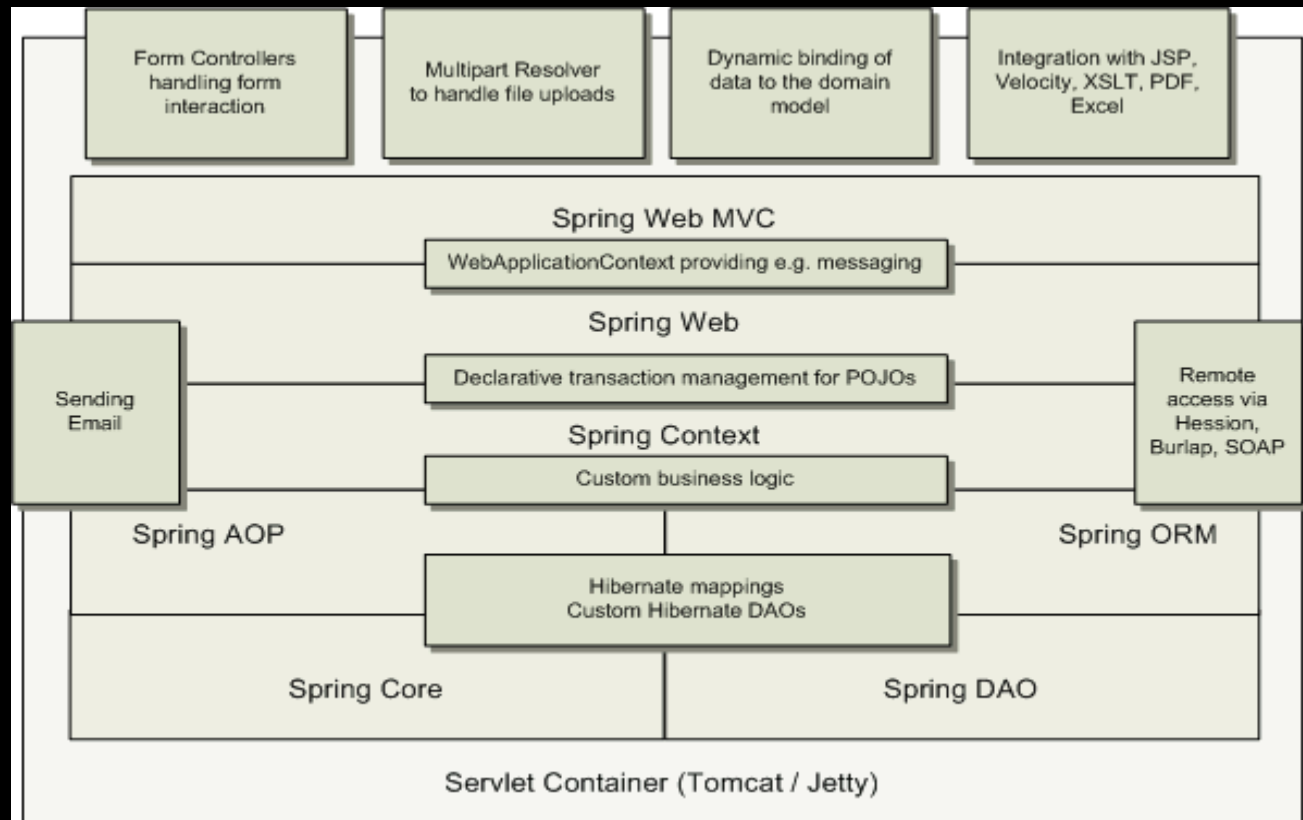 Form Controllers
handling form
interaction
Multipart Resolver
to handle file uploads
Dynamic binding of
data to the domain
model
Integration with JSP,
Velocity, XSLT, PDF,
Excel
Spring Web MVC
WebApplicationContext providing e.g. messaging
Spring Web
Declarative transaction management for POJOs
Sending
Email
Remote
access via
Hession,
Burlap, SOAP
Spring Context
Custom business logic
Spring AOP
Spring ORM
Hibernate mappings
Custom Hibernate DAOs
Spring Core
Spring DAO
Servlet Container (Tomcat / Jetty)